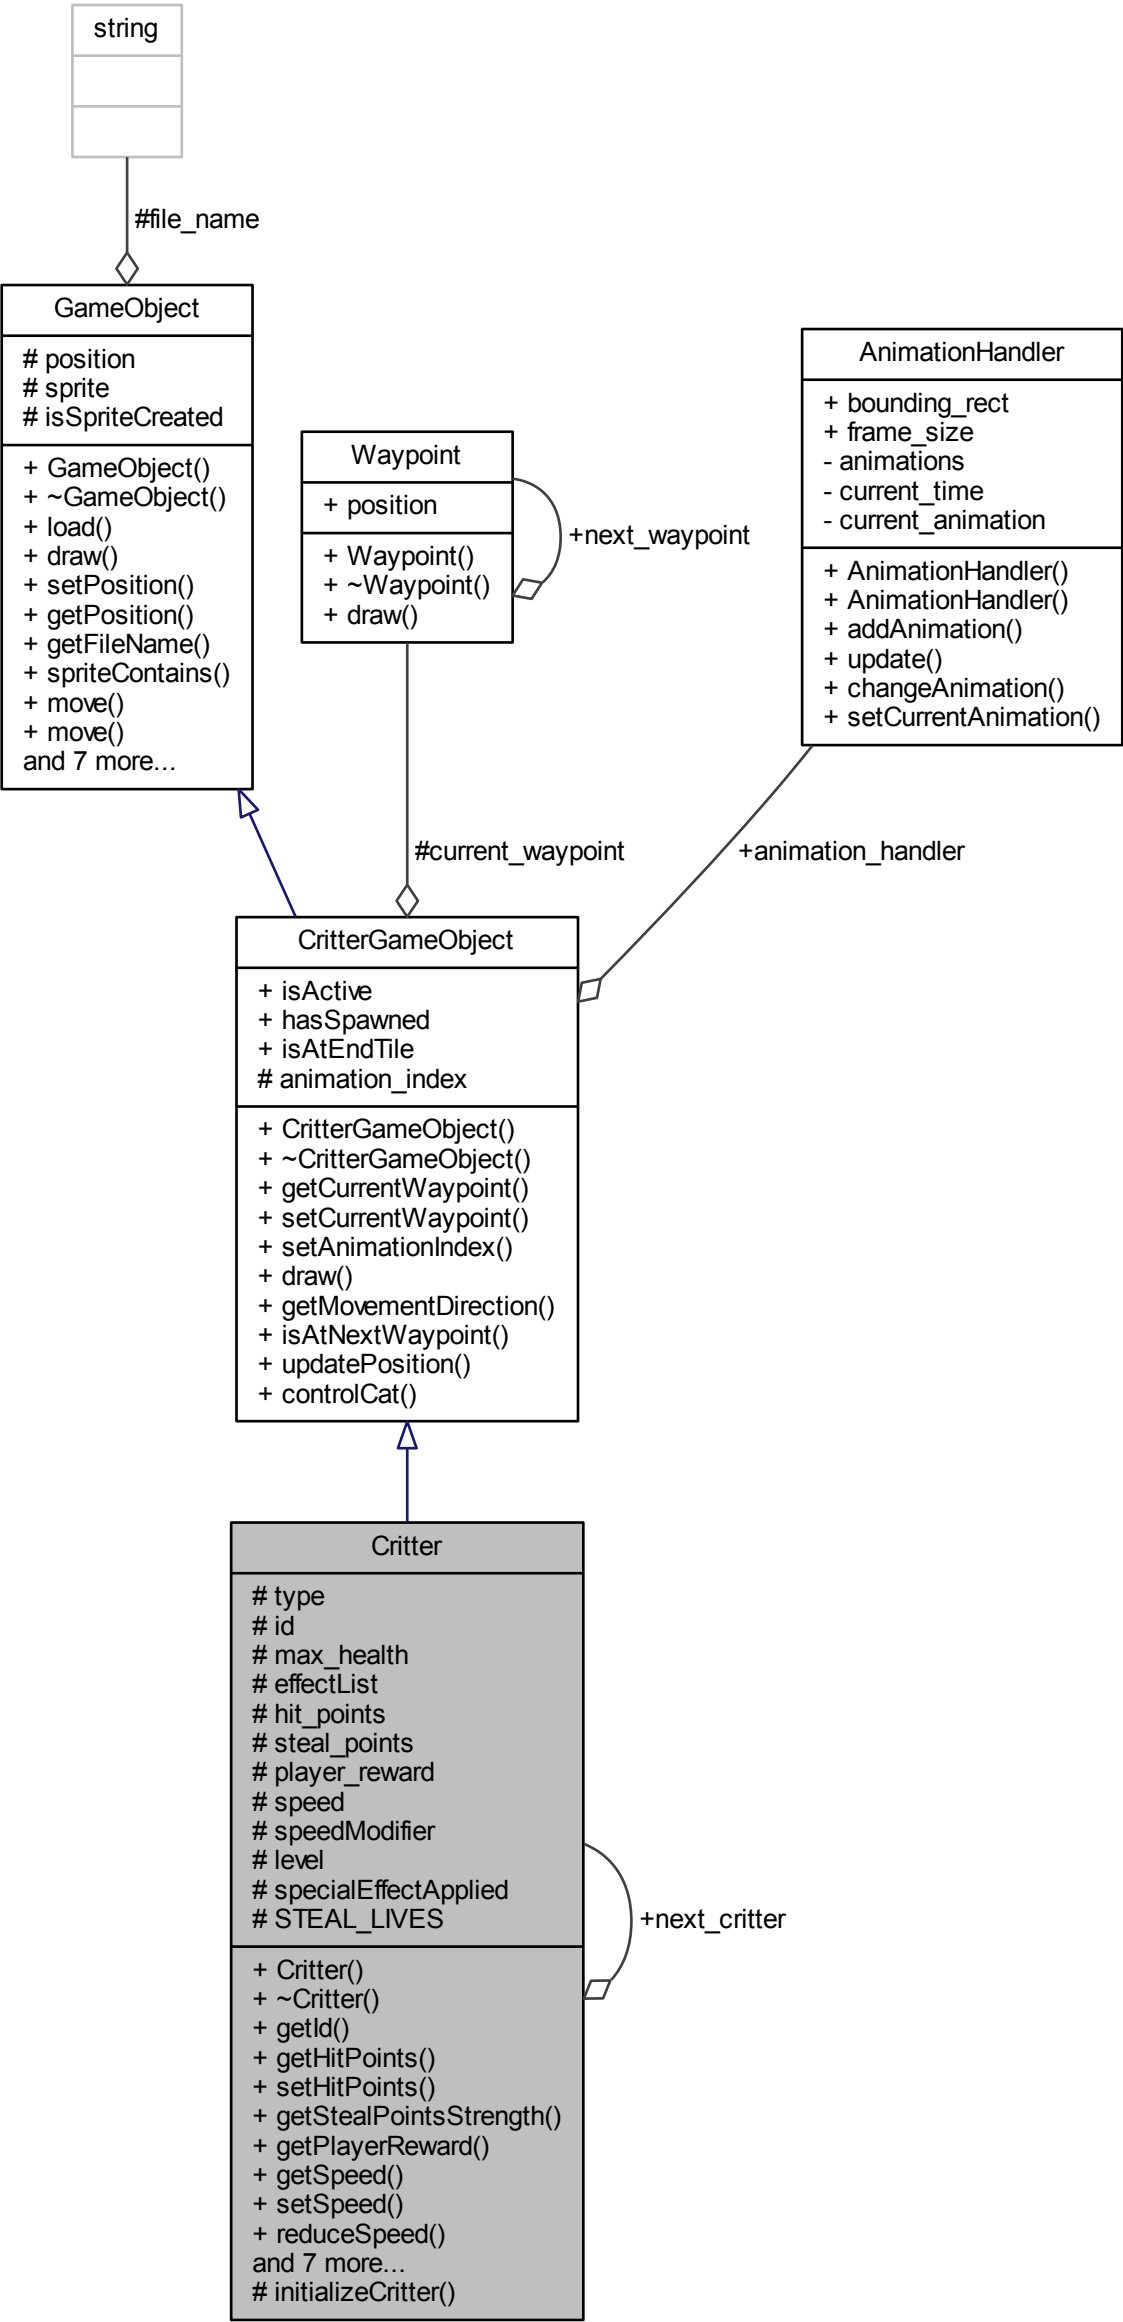 string
#file_name
GameObject
# position
# sprite
# isSpriteCreated
+ GameObject()
+ ~GameObject()
+ load()
+ draw()
+ setPosition()
+ getPosition()
+ getFileName()
+ spriteContains()
+ move()
+ move()
and 7 more...
Waypoint
+ position
+ Waypoint()
+ ~Waypoint()
+ draw()
+next_waypoint
AnimationHandler
+ bounding_rect
+ frame_size
- animations
- current_time
- current_animation
+ AnimationHandler()
+ AnimationHandler()
+ addAnimation()
+ update()
+ changeAnimation()
+ setCurrentAnimation()
#current_waypoint
+animation_handler
CritterGameObject
+ isActive
+ hasSpawned
+ isAtEndTile
# animation_index
+ CritterGameObject()
+ ~CritterGameObject()
+ getCurrentWaypoint()
+ setCurrentWaypoint()
+ setAnimationIndex()
+ draw()
+ getMovementDirection()
+ isAtNextWaypoint()
+ updatePosition()
+ controlCat()
Critter
# type
# id
# max_health
# effectList
# hit_points
# steal_points
# player_reward
# speed
# speedModifier
# level
# specialEffectApplied
# STEAL_LIVES
+next_critter
+ Critter()
+ ~Critter()
+ getId()
+ getHitPoints()
+ setHitPoints()
+ getStealPointsStrength()
+ getPlayerReward()
+ getSpeed()
+ setSpeed()
+ reduceSpeed()
and 7 more...
# initializeCritter()